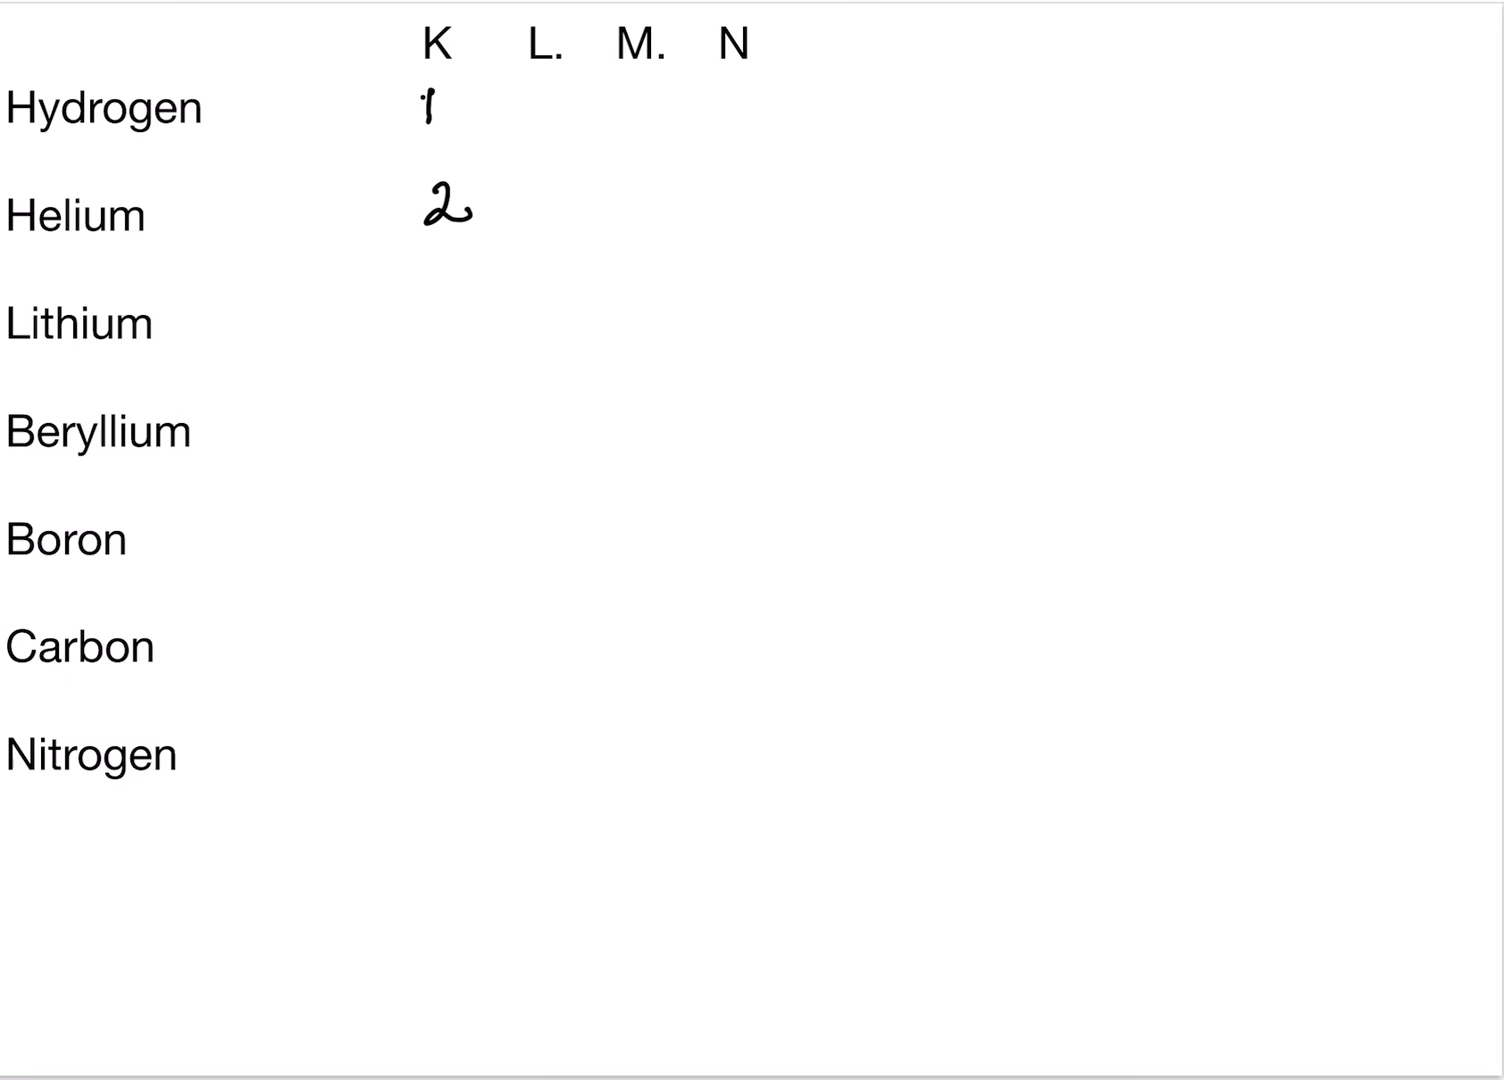 K L. M. N
Hydrogen 1
Helium 2
Lithium
Beryllium
Boron
Carbon
Nitrogen